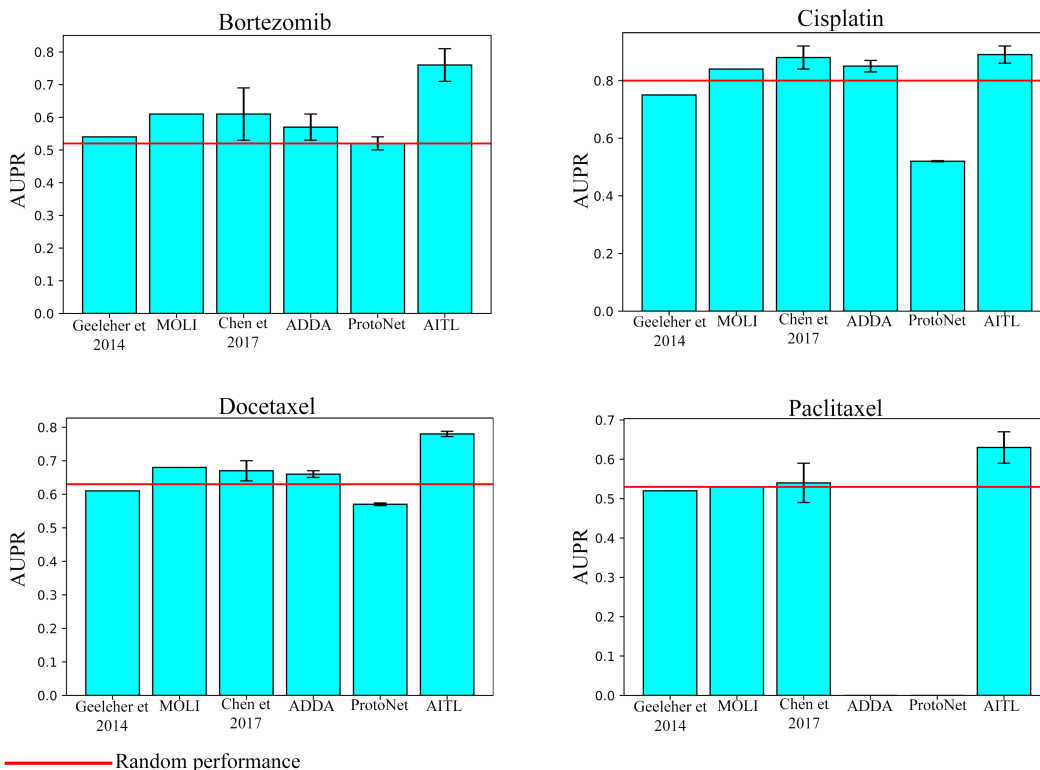 Bortezomib
AUPR
0.8
0.7
0.6
0.5
0.4
0.3
0.2
0.1
0.0
Geeleher et
2014
MOLI
Chen et
2017
ADDA
ProtoNet
AITL
Cisplatin
AUPR
0.8
0.6
0.4
0.2
0.0
Geeleher et
2014
MOLI
Chen et
2017
ADDA
ProtoNet
AITL
Docetaxel
AUPR
0.8
0.7
0.6
0.5
0.4
0.3
0.2
0.1
0.0
Geeleher et
2014
MOLI
Chen et
2017
ADDA
ProtoNet
AITL
Paclitaxel
AUPR
0.7
0.6
0.5
0.4
0.3
0.2
0.1
0.0
Geeleher et
2014
MOLI
Chen et
2017
ADDA
ProtoNet
AITL
Random performance